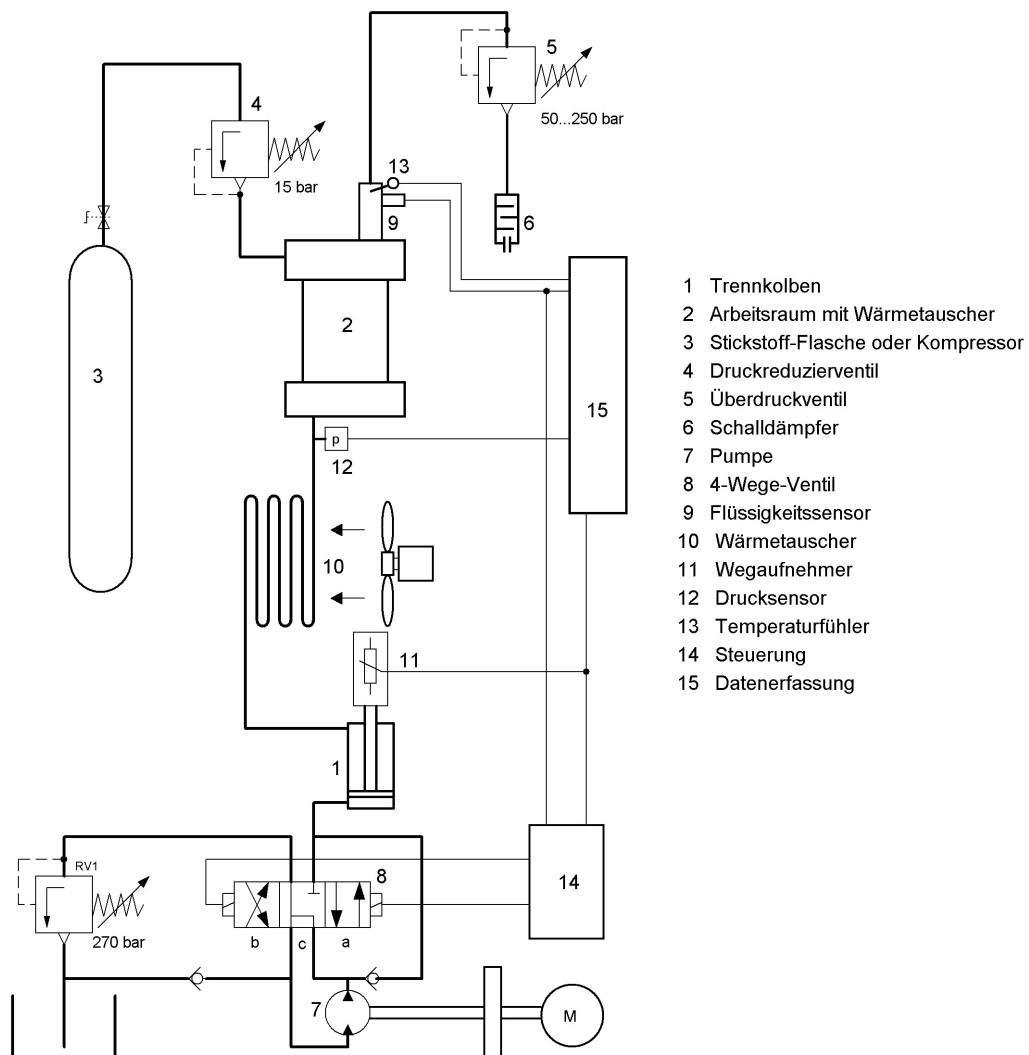 5
50...250 bar
4
15 bar
13
9
6
2
3
15
p
12
10
11
1
RV1
270 bar
8
b
c
a
14
7
M
1 Trennkolben
2 Arbeitsraum mit Wärmetauscher
3 Stickstoff-Flasche oder Kompressor
4 Druckreduzierventil
5 Überdruckventil
6 Schalldämpfer
7 Pumpe
8 4-Wege-Ventil
9 Flüssigkeitssensor
10 Wärmetauscher
11 Wegaufnehmer
12 Drucksensor
13 Temperaturfühler
14 Steuerung
15 Datenerfassung